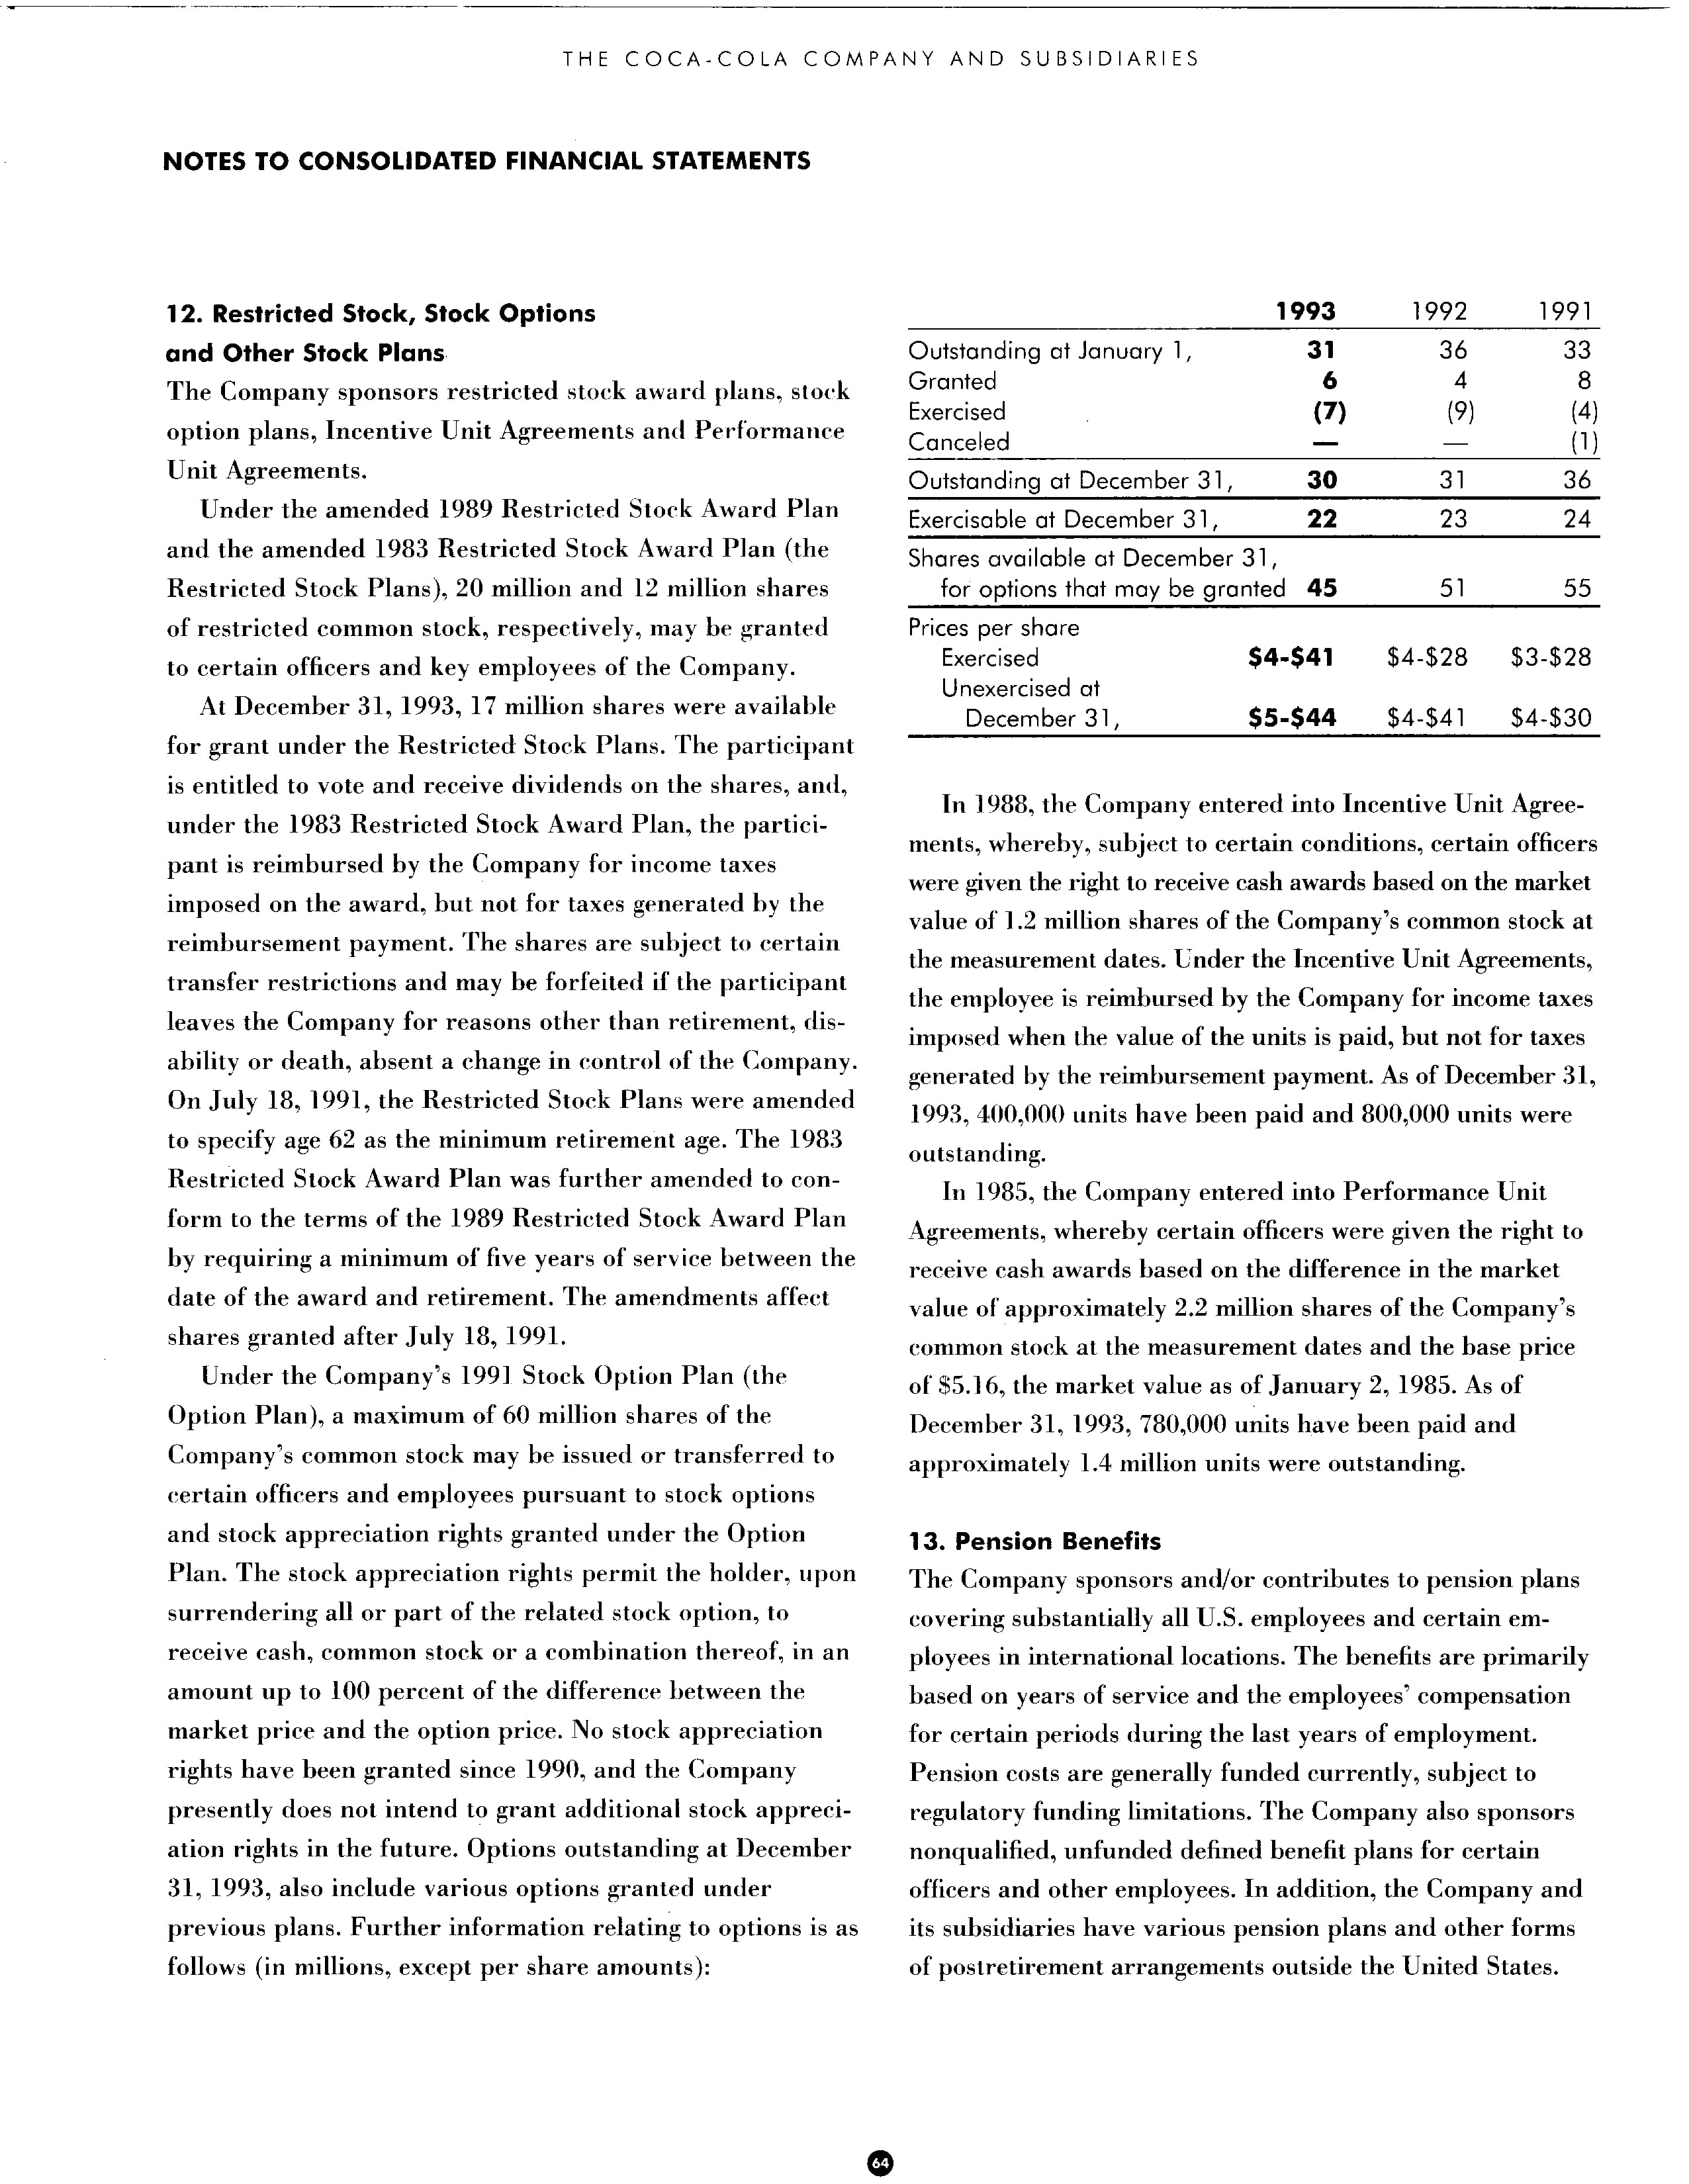 THE COCA-COLA COMPANY AND SUBSIDIARIES
NOTES TO CONSOLIDATED FINANCIAL STATEMENTS
12. Restricted Stock, Stock Options
and Other Stock Plans
The Company sponsors restricted stock award plans, stock
option plans, Incentive Unit Agreements and Performance
Unit Agreements.
Under the amended 1989 Restricted Stock Award Plan
and the amended 1983 Restricted Stock Award Plan (the
Restricted Stock Plans), 20 million and 12 million shares
of restricted common stock, respectively, may be granted
to certain officers and key employees of the Company.
At December 31, 1993, 17 million shares were available
for grant under the Restricted Stock Plans. The participant
is entitled to vote and receive dividends on the shares, and,
under the 1983 Restricted Stock Award Plan, the partici-
pant is reimbursed by the Company for income taxes
imposed on the award, but not for taxes generated by the
reimbursement payment. The shares are subject to certain
transfer restrictions and may be forfeited if the participant
leaves the Company for reasons other than retirement, dis-
ability or death, absent a change in control of the Company.
On July 18, 1991, the Restricted Stock Plans were amended
to specify age 62 as the minimum retirement age. The 1983
Restricted Stock Award Plan was further amended to con-
form to the terms of the 1989 Restricted Stock Award Plan
by requiring a minimum of five years of service between the
date of the award and retirement. The amendments affect
shares granted after July 18, 1991.
Under the Company's 1991 Stock Option Plan (the
Option Plan), a maximum of 60 million shares of the
Company's common stock may be issued or transferred to
certain officers and employees pursuant to stock options
and stock appreciation rights granted under the Option
Plan. The stock appreciation rights permit the holder, upon
surrendering all or part of the related stock option, to
receive cash, common stock or a combination thereof, in an
amount up to 100 percent of the difference between the
market price and the option price. No stock appreciation
rights have been granted since 1990, and the Company
presently does not intend to grant additional stock appreci-
ation rights in the future. Options outstanding at December
31, 1993, also include various options granted under
previous plans. Further information relating to options is as
follows (in millions, except per share amounts):
1993 1992 1991
Outstanding at January 1, 31 36 33
Granted 6 4 8
Exercised (7) (9) (4)
Canceled — — (1)
Outstanding at December 31, 30 31 36
Exercisable at December 31, 22 23 24
Shares available at December 31,
for options that may be granted 45 51 55
Prices per share
Exercised $4-$41 $4-$28 $3-$28
Unexercised at
December 31, $5-$44 $4-$41 $4-$30
In 1988, the Company entered into Incentive Unit Agree-
ments, whereby, subject to certain conditions, certain officers
were given the right to receive cash awards based on the market
value of 1.2 million shares of the Company's common stock at
the measurement dates. Under the Incentive Unit Agreements,
the employee is reimbursed by the Company for income taxes
imposed when the value of the units is paid, but not for taxes
generated by the reimbursement payment. As of December 31,
1993, 400,000 units have been paid and 800,000 units were
outstanding.
In 1985, the Company entered into Performance Unit
Agreements, whereby certain officers were given the right to
receive cash awards based on the difference in the market
value of approximately 2.2 million shares of the Company's
common stock at the measurement dates and the base price
of $5.16, the market value as of January 2, 1985. As of
December 31, 1993, 780,000 units have been paid and
approximately 1.4 million units were outstanding.
13. Pension Benefits
The Company sponsors and/or contributes to pension plans
covering substantially all U.S. employees and certain em-
ployees in international locations. The benefits are primarily
based on years of service and the employees' compensation
for certain periods during the last years of employment.
Pension costs are generally funded currently, subject to
regulatory funding limitations. The Company also sponsors
nonqualified, unfunded defined benefit plans for certain
officers and other employees. In addition, the Company and
its subsidiaries have various pension plans and other forms
of postretirement arrangements outside the United States.
64